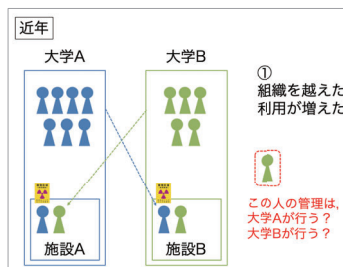 近年
大学A
大学B
①
組織を越えた
利用が増えた
この人の管理は,
大学Aが行う?
大学Bが行う?
施設A
施設B